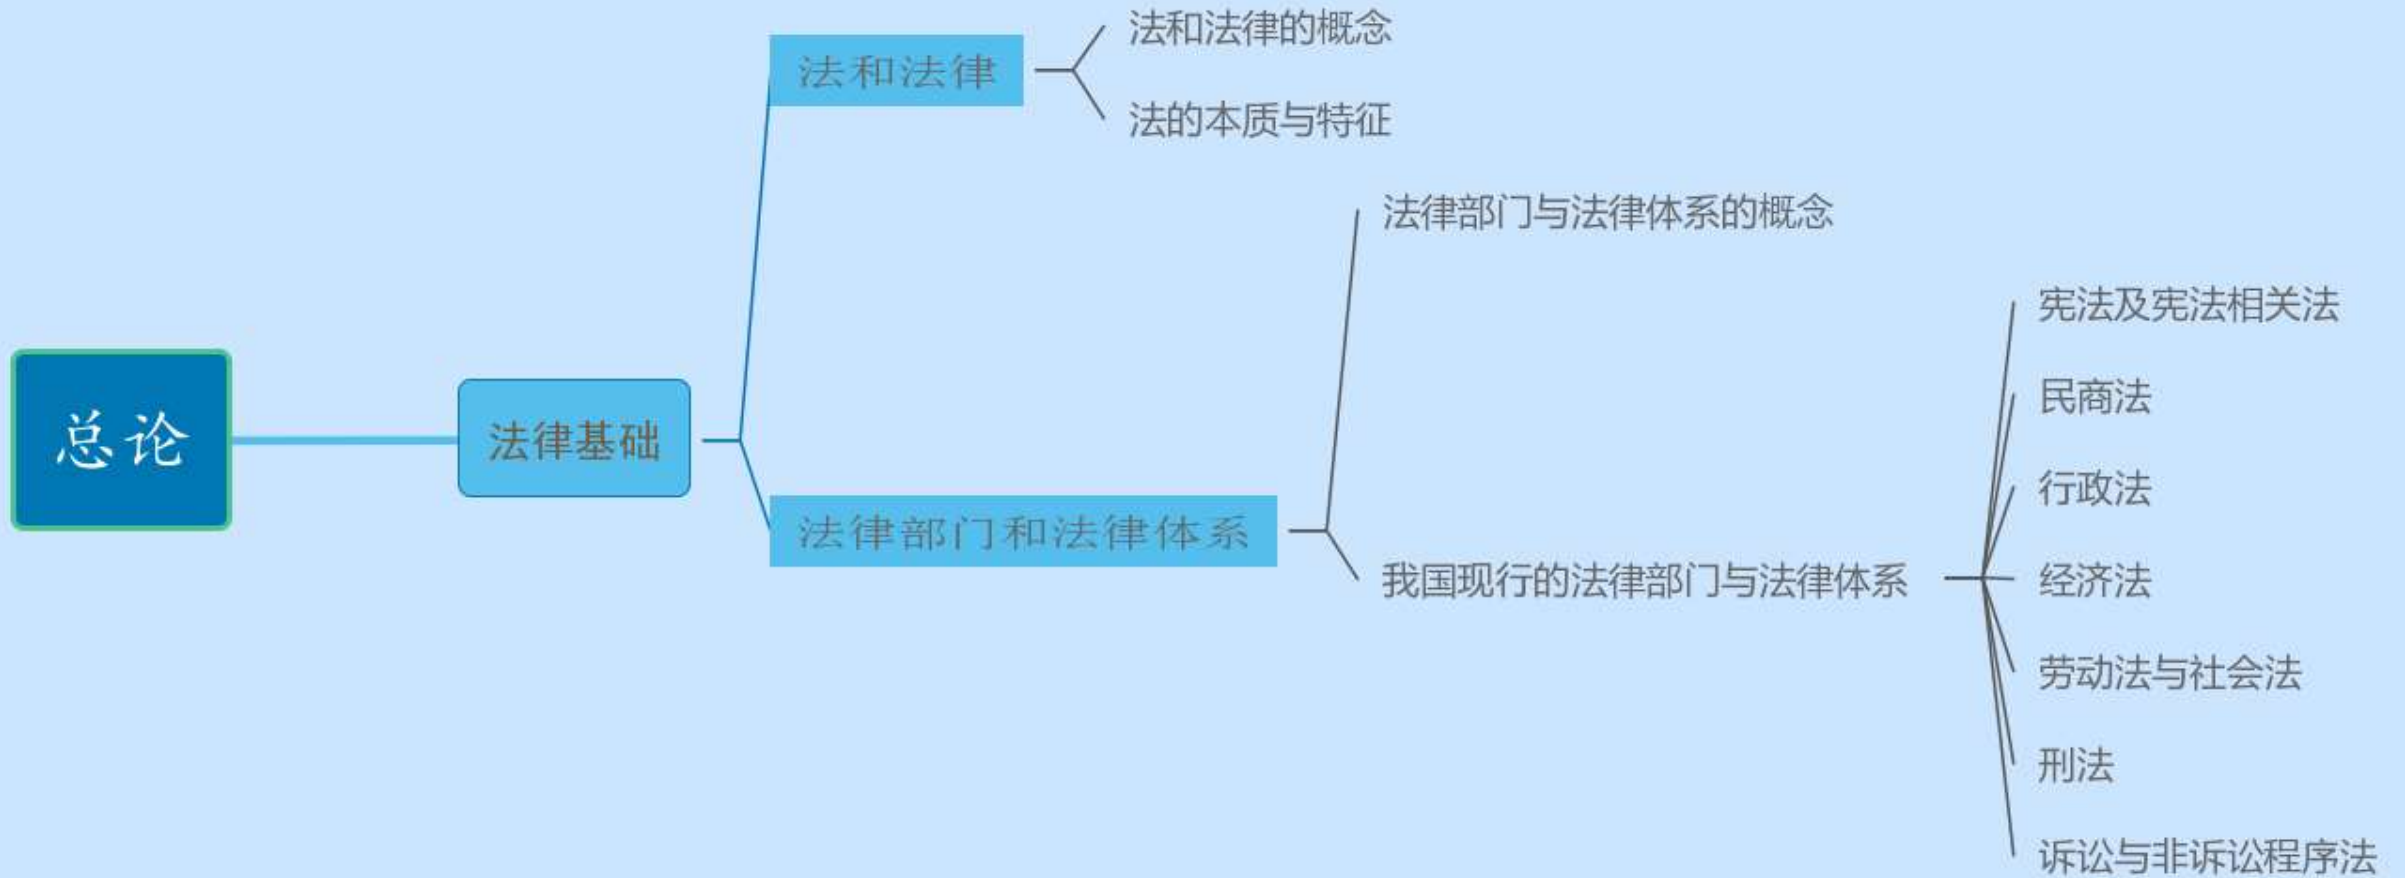 总论
法律基础
法和法律
法和法律的概念
法的本质与特征
法律部门和法律体系
法律部门与法律体系的概念
我国现行的法律部门与法律体系
宪法及宪法相关法
民商法
行政法
经济法
劳动法与社会法
刑法
诉讼与非诉讼程序法